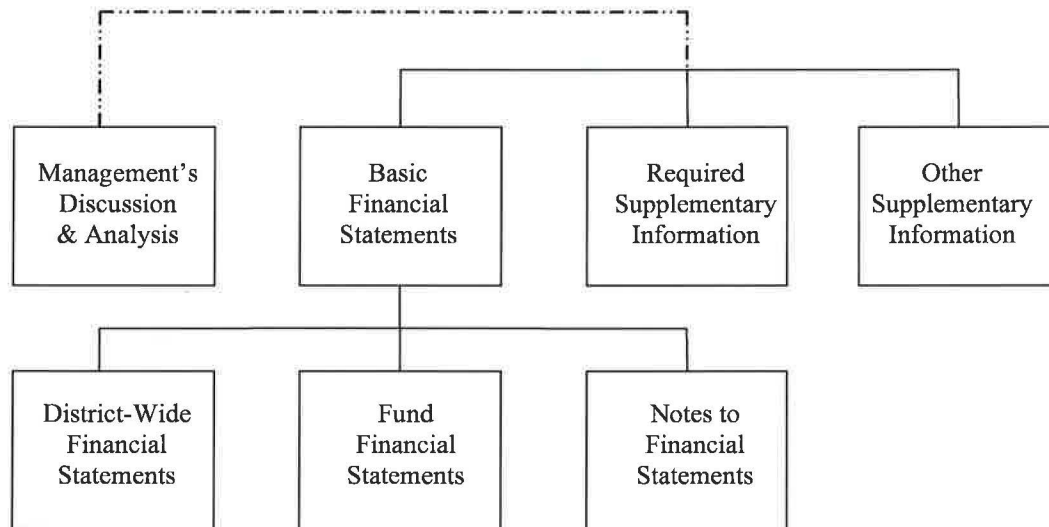 Management's
Discussion
& Analysis
Basic
Financial
Statements
Required
Supplementary
Information
Other
Supplementary
Information
District-Wide
Financial
Statements
Fund
Financial
Statements
Notes to
Financial
Statements